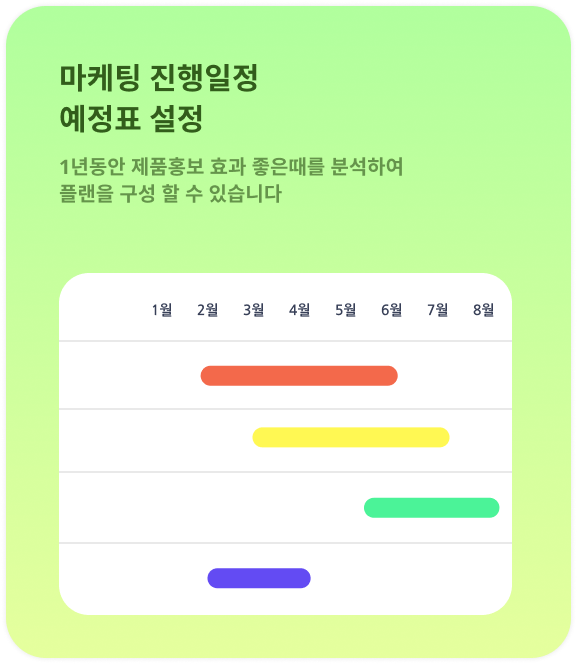 마케팅 진행일정
예정표 설정
1년동안 제품홍보 효과 좋은때를 분석하여
플랜을 구성 할 수 있습니다
1월 2월 3월 4월 5월 6월 7월 8월